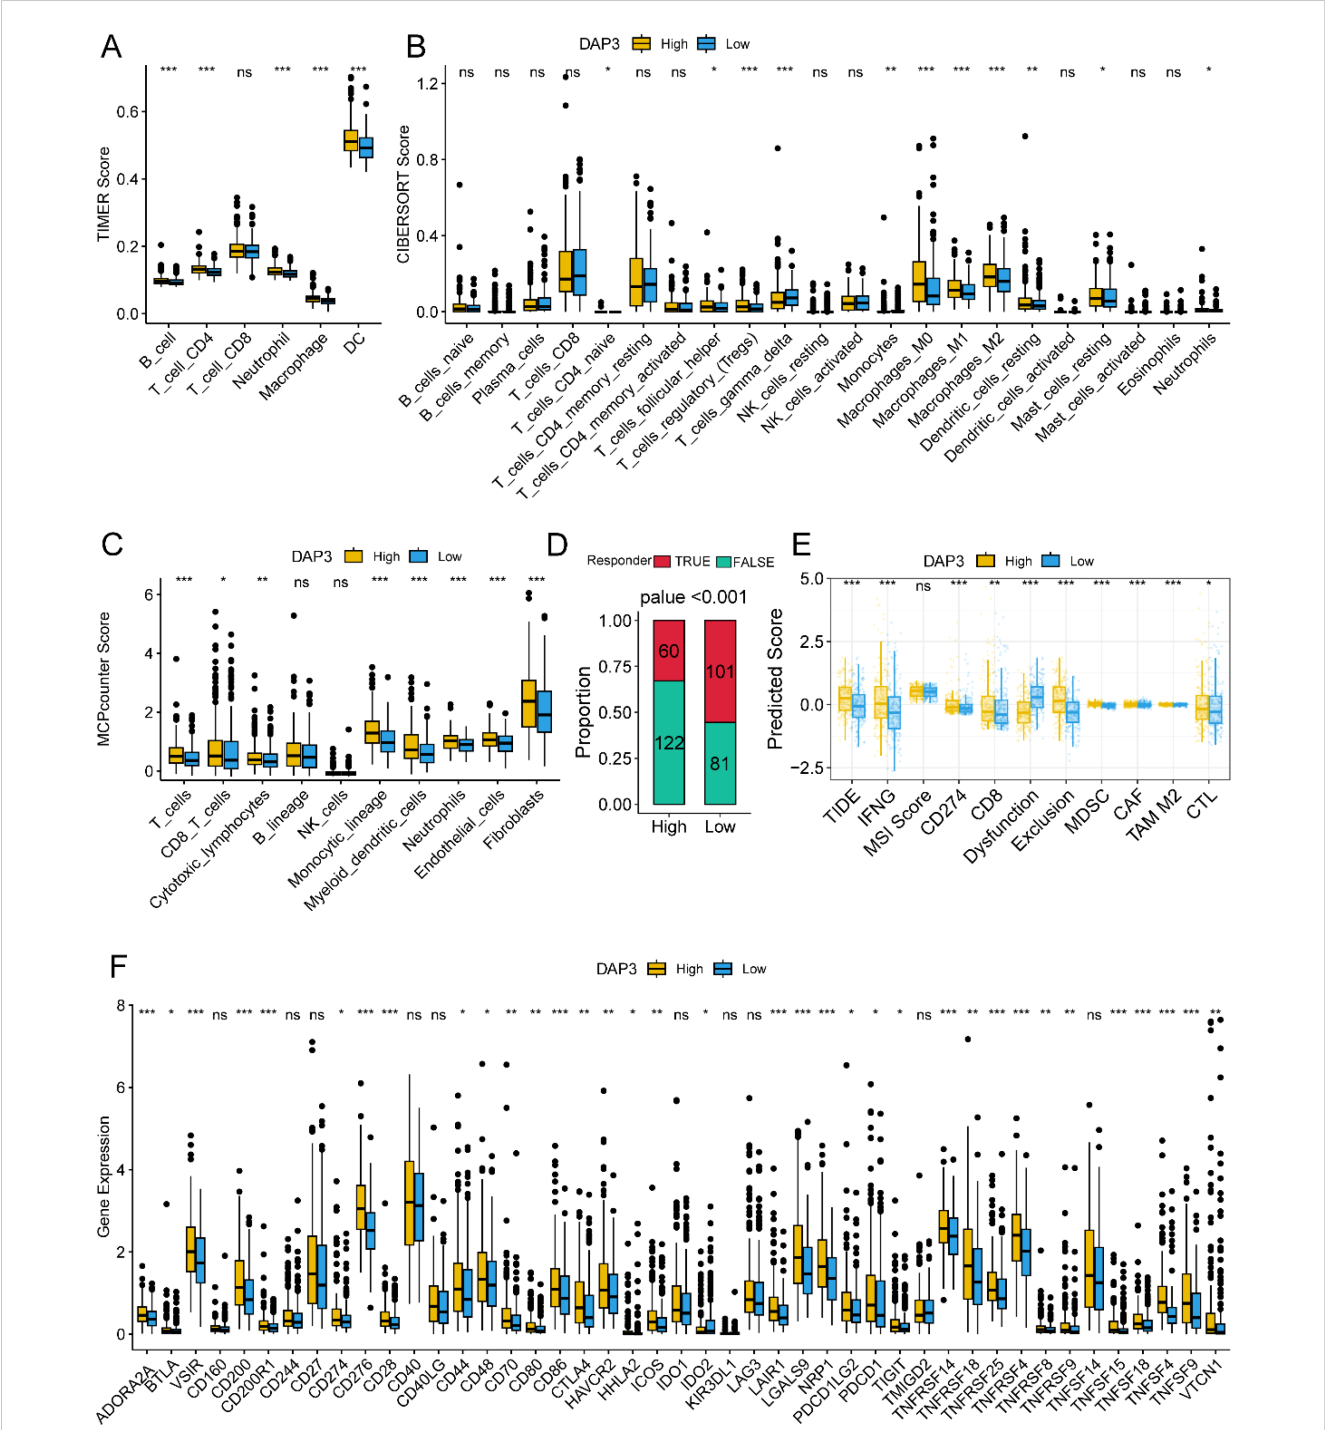 A
*** *** ns *** *** ***
TIMER Score
0.6
0.4
0.2
0.0
B_cell
T_cell_CD4
T_cell_CD8
Neutrophil
Macrophage
DC
B
DAP3 High Low
ns ns ns ns * ns ns * *** *** ns ns ** *** *** *** ** ns * ns ns *
CIBERSORT Score
1.2
0.8
0.4
0.0
B_cells_naive
B_cells_memory
Plasma_cells
T_cells_CD8
T_cells_CD4_naive
T_cells_CD4_memory_resting
T_cells_CD4_memory_activated
T_cells_follicular_helper
T_cells_regulatory_(Tregs)
T_cells_gamma_delta
NK_cells_resting
NK_cells_activated
Monocytes
Macrophages_M0
Macrophages_M1
Macrophages_M2
Dendritic_cells_resting
Dendritic_cells_activated
Mast_cells_resting
Mast_cells_activated
Eosinophils
Neutrophils
C
DAP3 High Low
*** * ** ns ns *** *** *** *** ***
MCPcounter Score
6
4
2
0
T_cells
CD8_T_cells
Cytotoxic_lymphocytes
B_lineage
NK_cells
Monocytic_lineage
Myeloid_dendritic_cells
Neutrophils
Endothelial_cells
Fibroblasts
D
Responder TRUE FALSE
palue <0.001
Proportion
1.00
0.75
0.50
0.25
0.00
60
122
101
81
High Low
E
DAP3 High Low
*** *** ns *** ** *** *** *** *** *** *
Predicted Score
5.0
2.5
0.0
−2.5
TIDE
IFNG
MSI Score
CD274
CD8
Dysfunction
Exclusion
MDSC
CAF
TAM M2
CTL
F
DAP3 High Low
*** * *** ns *** *** ns ns * *** *** ns ns * * ** ** *** ** * ** ns * ns ns *** *** *** * * * ns *** ** *** *** ** ** ns *** *** *** *** **
Gene Expression
8
6
4
2
0
ADORA2A
BTLA
VSIR
CD160
CD200
CD200R1
CD244
CD27
CD274
CD276
CD28
CD40
CD40LG
CD44
CD48
CD70
CD80
CD86
CTLA4
HAVCR2
HHLA2
ICOS
IDO1
IDO2
KIR3DL1
LAG3
LAIR1
LGALS9
NRP1
PDCD1LG2
PDCD1
TIGIT
TMIGD2
TNFRSF14
TNFRSF18
TNFRSF25
TNFRSF4
TNFRSF8
TNFRSF9
TNFSF14
TNFSF15
TNFSF18
TNFSF4
TNFSF9
VTCN1